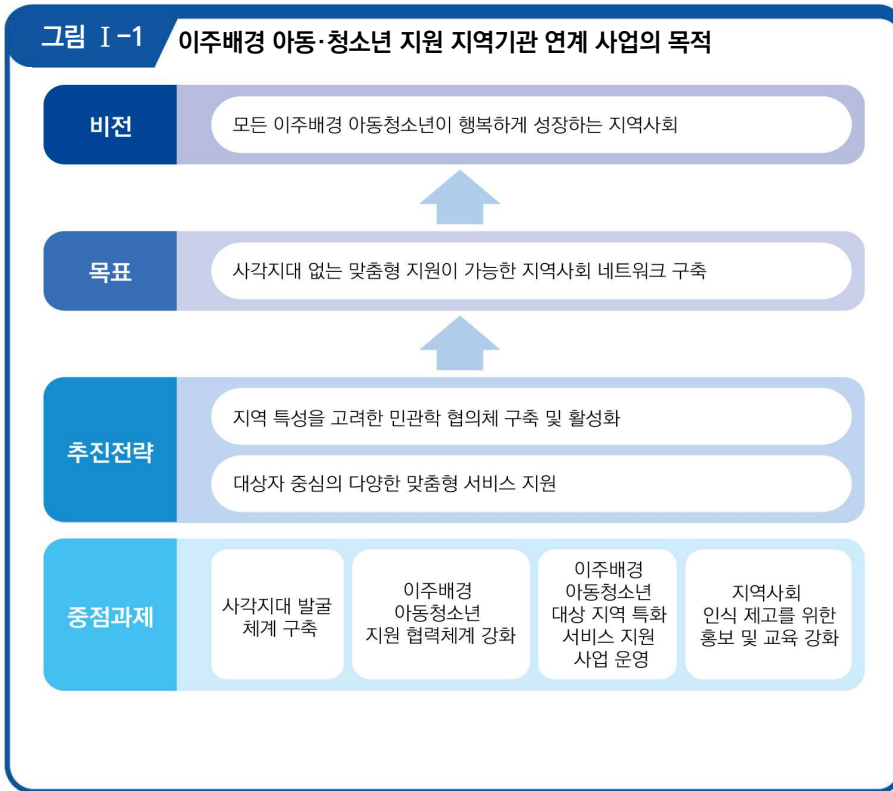 그림 Ⅰ-1
이주배경 아동·청소년 지원 지역기관 연계 사업의 목적
비전
모든 이주배경 아동청소년이 행복하게 성장하는 지역사회
목표
사각지대 없는 맞춤형 지원이 가능한 지역사회 네트워크 구축
추진전략
지역 특성을 고려한 민관학 협의체 구축 및 활성화
대상자 중심의 다양한 맞춤형 서비스 지원
중점과제
사각지대 발굴
체계 구축
이주배경
아동청소년
지원 협력체계 강화
이주배경
아동청소년
대상 지역 특화
서비스 지원
사업 운영
지역사회
인식 제고를 위한
홍보 및 교육 강화